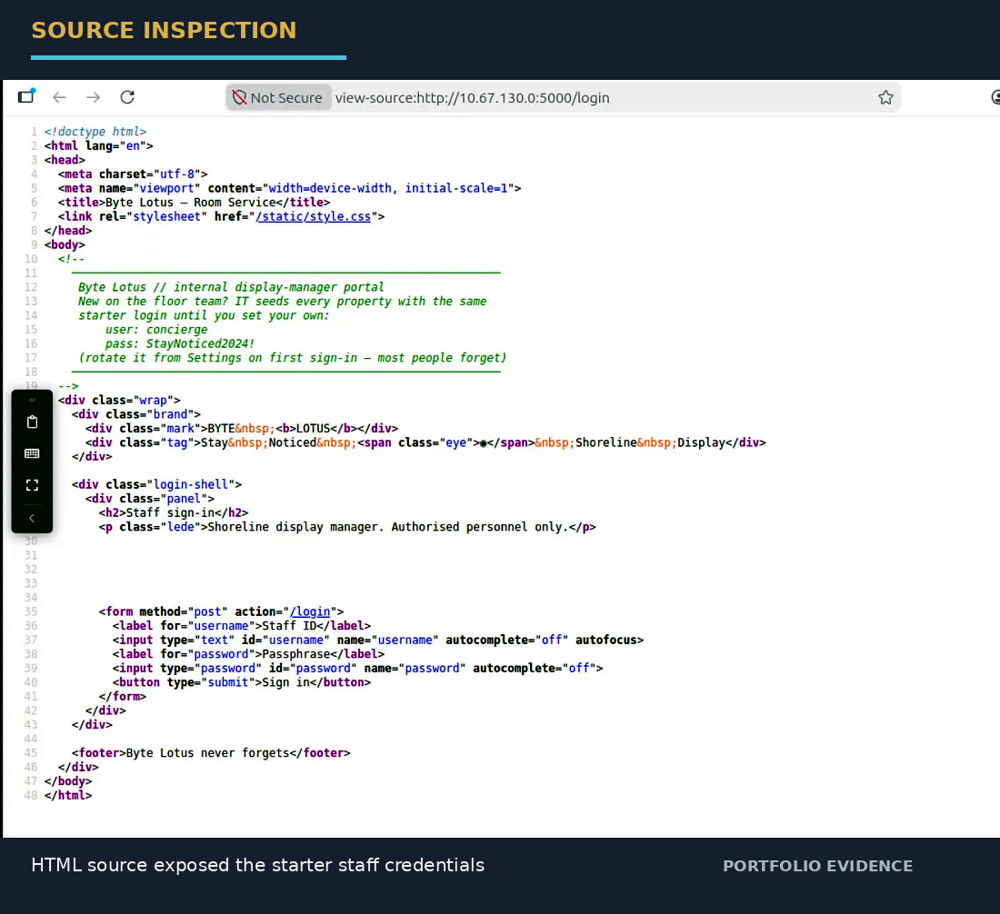 SOURCE INSPECTION
Not Secure view-source:http://10.67.130.0:5000/login
1 <!doctype html>
2 <html lang="en">
3 <head>
4 <meta charset="utf-8">
5 <meta name="viewport" content="width=device-width, initial-scale=1">
6 <title>Byte Lotus — Room Service</title>
7 <link rel="stylesheet" href="/static/style.css">
8 </head>
9 <body>
10 <!--
11
12 Byte Lotus // internal display-manager portal
13 New on the floor team? IT seeds every property with the same
14 starter login until you set your own:
15 user: concierge
16 pass: StayNoticed2024!
17 (rotate it from Settings on first sign-in — most people forget)
18
19 -->
<div class="wrap">
<div class="brand">
<div class="mark">BYTE&nbsp;<b>LOTUS</b></div>
<div class="tag">Stay&nbsp;Noticed&nbsp;<span class="eye">◉</span>&nbsp;Shoreline&nbsp;Display</div>
</div>
<div class="login-shell">
<div class="panel">
<h2>Staff sign-in</h2>
<p class="lede">Shoreline display manager. Authorised personnel only.</p>
30
31
32
33
34
35 <form method="post" action="/login">
36 <label for="username">Staff ID</label>
37 <input type="text" id="username" name="username" autocomplete="off" autofocus>
38 <label for="password">Passphrase</label>
39 <input type="password" id="password" name="password" autocomplete="off">
40 <button type="submit">Sign in</button>
41 </form>
42 </div>
43 </div>
44
45 <footer>Byte Lotus never forgets</footer>
46 </div>
47 </body>
48 </html>
HTML source exposed the starter staff credentials
PORTFOLIO EVIDENCE